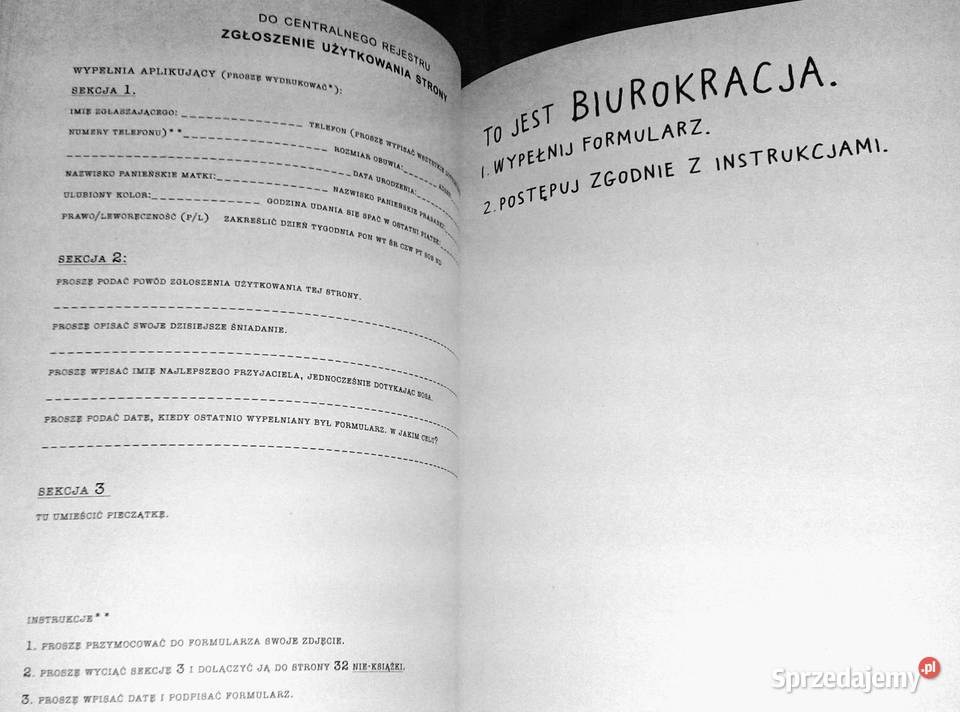 DO CENTRALNEGO REJESTRU
ZGŁOSZENIE UŻYTKOWANIA STRONY
WYPEŁNIA APLIKUJĄCY (PROSZĘ WYDRUKOWAĆ*):
SEKCJA 1.
IMIĘ ZGŁASZAJĄCEGO: TELEFON (PROSZĘ WYPISAĆ WSZYSTKIE
NUMERY TELEFONU)** ROZMIAR OBUWIA: ADRES:
DATA URODZENIA:
NAZWISKO PANIEŃSKIE MATKI: NAZWISKO PANIEŃSKIE PRABABKI:
ULUBIONY KOLOR: GODZINA UDANIA SIĘ SPAĆ W OSTATNI PIĄTEK:
PRAWO/LEWORĘCZNOŚĆ (P/L) ZAKREŚLIĆ DZIEŃ TYGODNIA PON WT ŚR CZW PT SOB ND
SEKCJA 2:
PROSZĘ PODAĆ POWÓD ZGŁOSZENIA UŻYTKOWANIA TEJ STRONY.
PROSZĘ OPISAĆ SWOJE DZISIEJSZE ŚNIADANIE.
PROSZĘ WPISAĆ IMIĘ NAJLEPSZEGO PRZYJACIELA, JEDNOCZEŚNIE DOTYKAJĄC NOSA.
PROSZĘ PODAĆ DATĘ, KIEDY OSTATNIO WYPEŁNIANY BYŁ FORMULARZ. W JAKIM CELU?
SEKCJA 3
TU UMIEŚCIĆ PIECZĄTKĘ.
INSTRUKCJE**
1. PROSZĘ PRZYMOCOWAĆ DO FORMULARZA SWOJE ZDJĘCIE.
2. PROSZĘ WYCIĄĆ SEKCJĘ 3 I DOŁĄCZYĆ JĄ DO STRONY 32 NIE-KSIĄŻKI.
3. PROSZĘ WPISAĆ DATĘ I PODPISAĆ FORMULARZ.
TO JEST BIUROKRACJA.
1. WYPEŁNIJ FORMULARZ.
2. POSTĘPUJ ZGODNIE Z INSTRUKCJAMI.
Sprzedajemy.pl